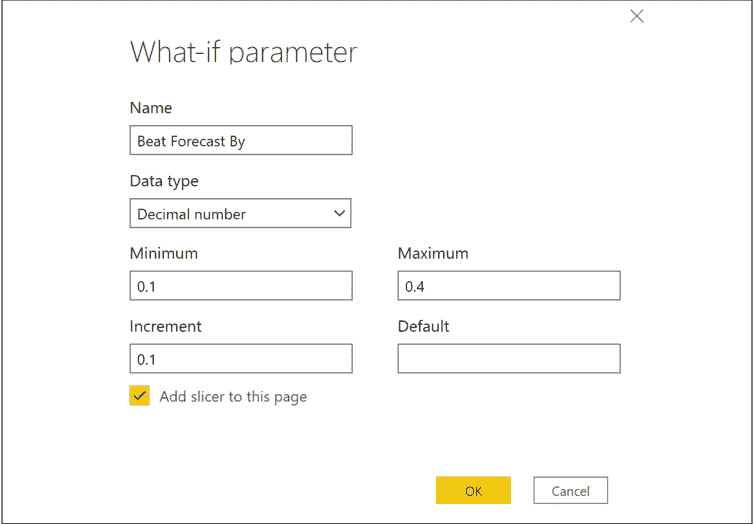 What-if parameter
Name
Beat Forecast By
Data type
Decimal number
Minimum
Maximum
0.1
0.4
Increment
Default
0.1
Add slicer to this page
OK
Cancel